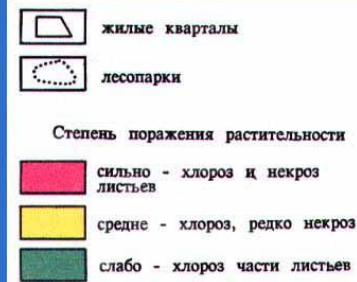 жилые кварталы
лесопарки
Степень поражения растительности
сильно - хлороз и некроз
листьев
средне - хлороз, редко некроз
слабо - хлороз части листьев